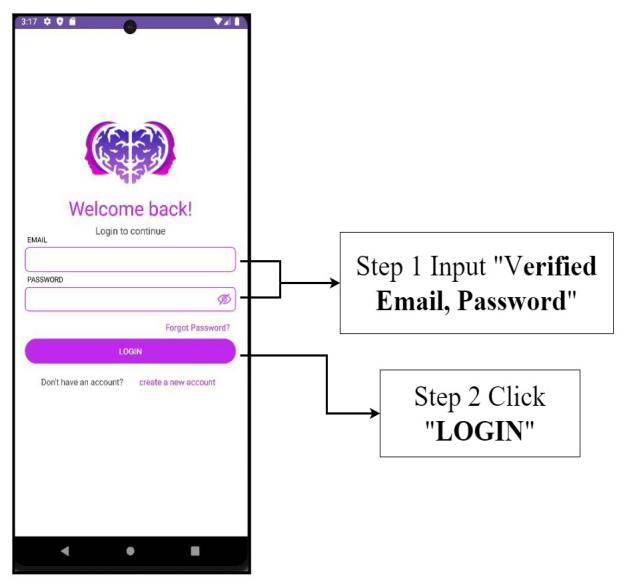 3:17
Welcome back!
Login to continue
EMAIL
PASSWORD
Forgot Password?
LOGIN
Don't have an account? create a new account
Step 1 Input "Verified
Email, Password"
Step 2 Click
"LOGIN"